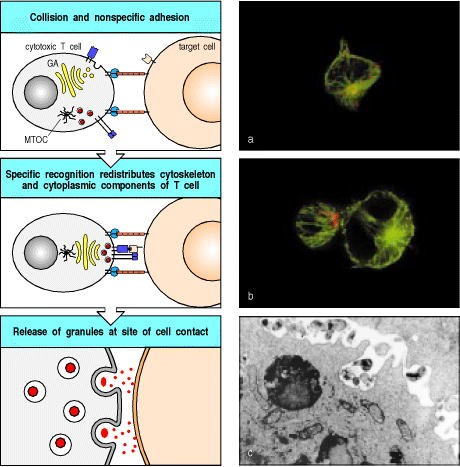 Collision and nonspecific adhesion
cytotoxic T cell
target cell
GA
MTOC
a
Specific recognition redistributes cytoskeleton
and cytoplasmic components of T cell
b
Release of granules at site of cell contact
c